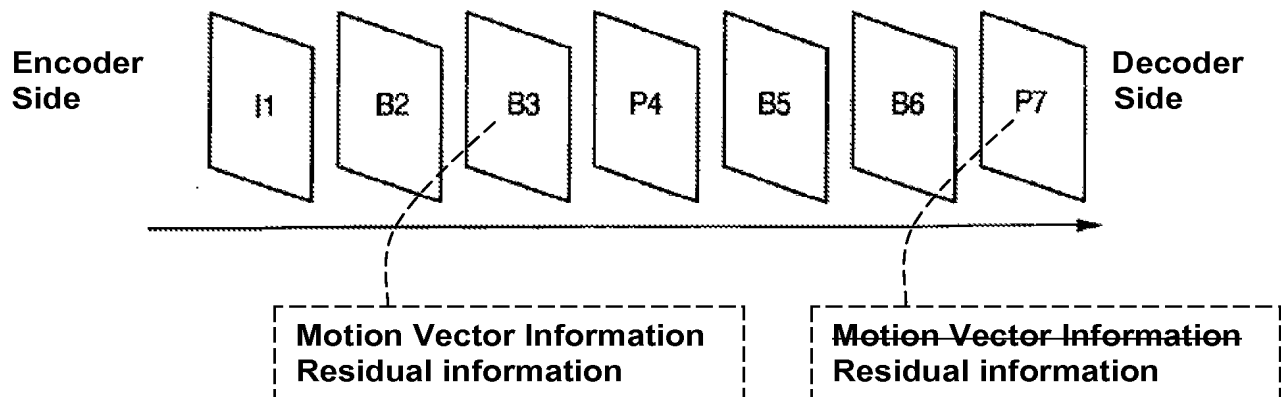 Encoder
Side
I1
B2
B3
P4
B5
B6
P7
Decoder
Side
Motion Vector Information
Residual information
Motion Vector Information
Residual information